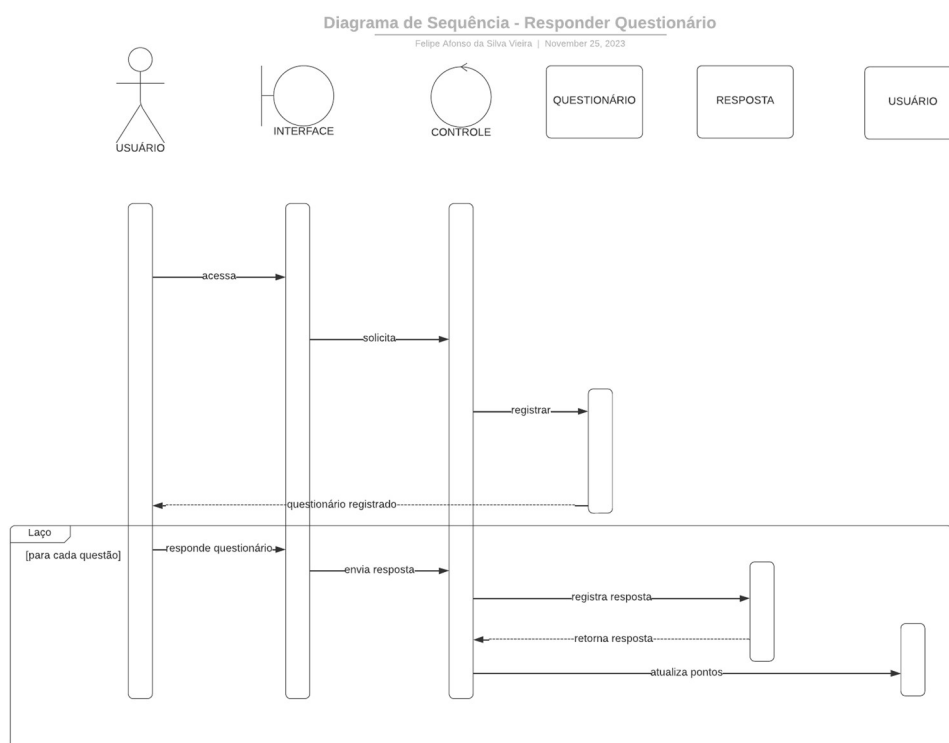 Diagrama de Sequência - Responder Questionário
Felipe Afonso da Silva Vieira | November 25, 2023
USUÁRIO
INTERFACE
CONTROLE
QUESTIONÁRIO
RESPOSTA
USUÁRIO
acessa
solicita
registrar
questionário registrado
Laço
[para cada questão]
responde questionário
envia resposta
registra resposta
retorna resposta
atualiza pontos